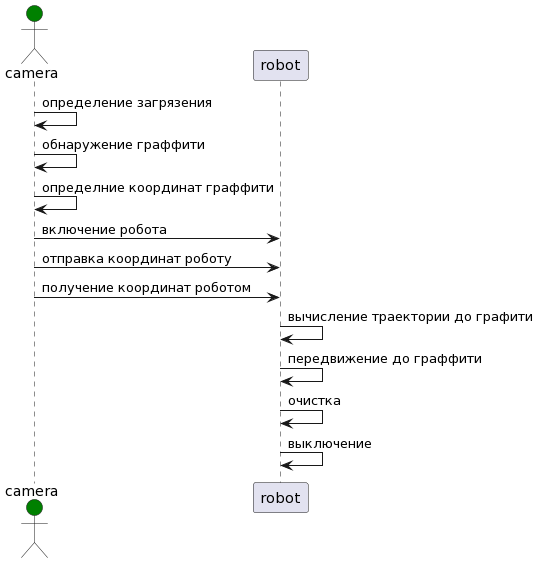 camera
robot
определение загрязения
обнаружение граффити
определние координат граффити
включение робота
отправка координат роботу
получение координат роботом
вычисление траектории до графити
передвижение до граффити
очистка
выключение
camera
robot